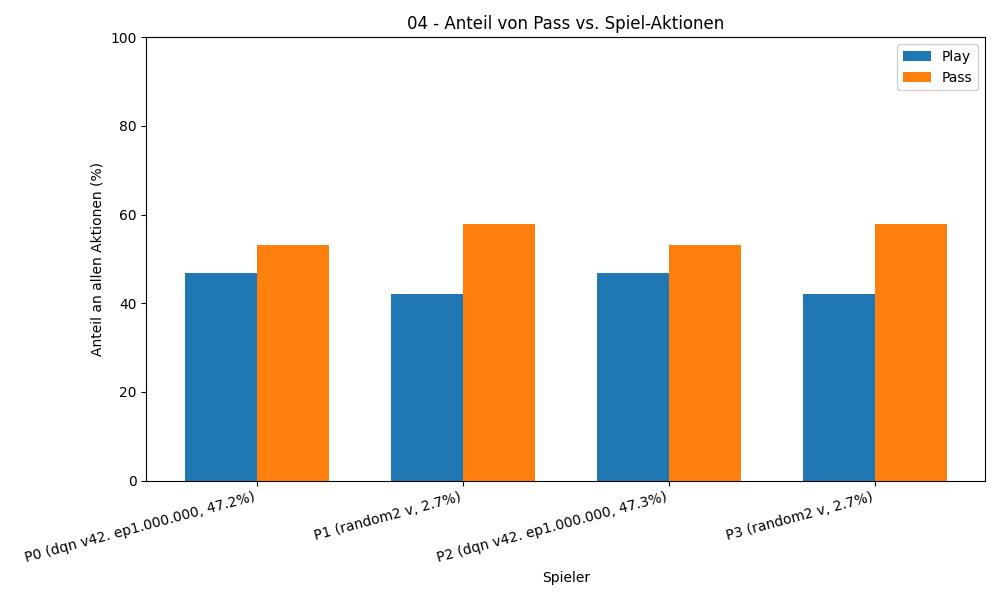 04 - Anteil von Pass vs. Spiel-Aktionen
Play
Pass
Anteil an allen Aktionen (%)
100
80
60
40
20
0
P0 (dqn v42. ep1.000.000, 47.2%)
P1 (random2 v, 2.7%)
P2 (dqn v42. ep1.000.000, 47.3%)
P3 (random2 v, 2.7%)
Spieler